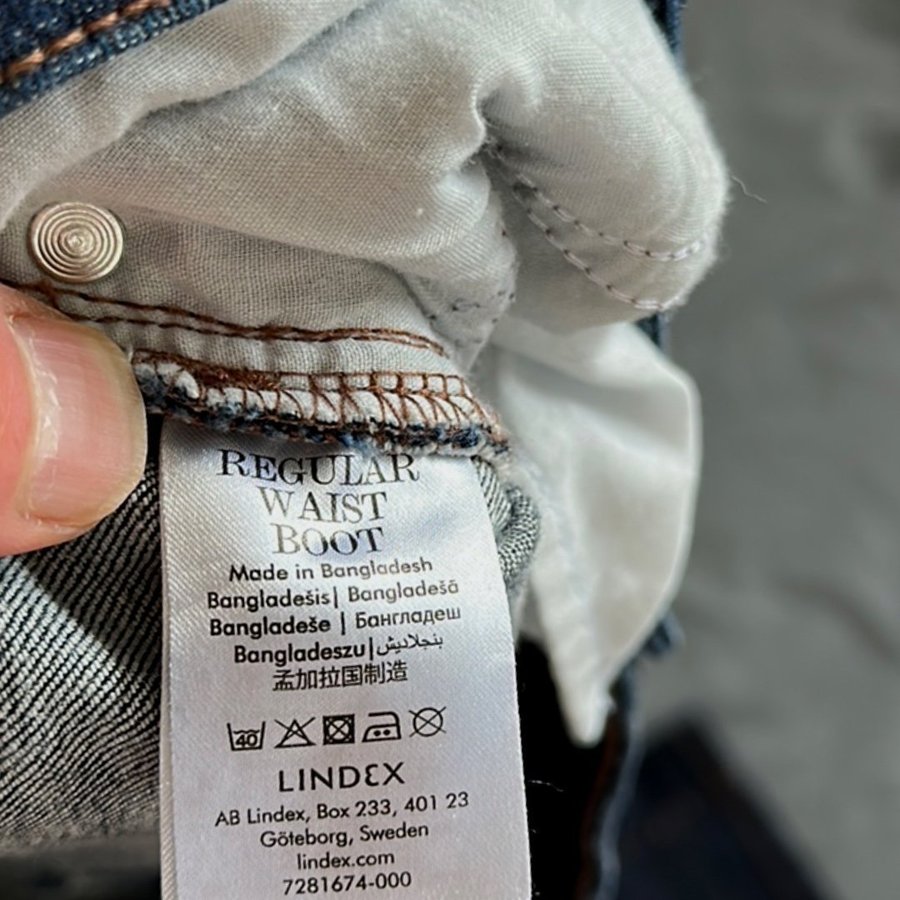 REGULAR
WAIST
BOOT
Made in Bangladesh
Bangladešis| Bangladešā
Bangladeše | Бангладеш
Bangladeszu|بنجلاديش
孟加拉国制造
40
LINDEX
AB Lindex, Box 233, 401 23
Göteborg, Sweden
lindex.com
7281674-000